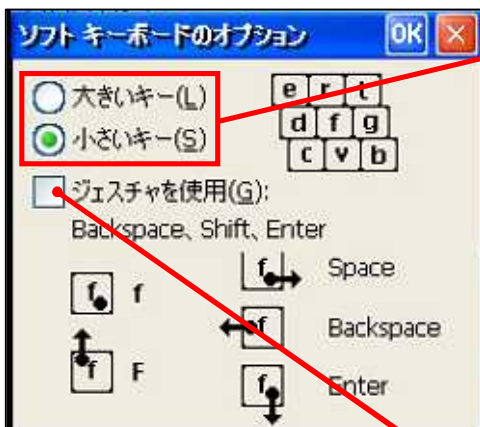 ソフト キーボードのオプション OK
大きいキー(L)
小さいキー(S)
e r t
d f g
c v b
ジェスチャを使用(G):
Backspace、Shift、Enter
f f
f Space
f F
f Backspace
f Enter